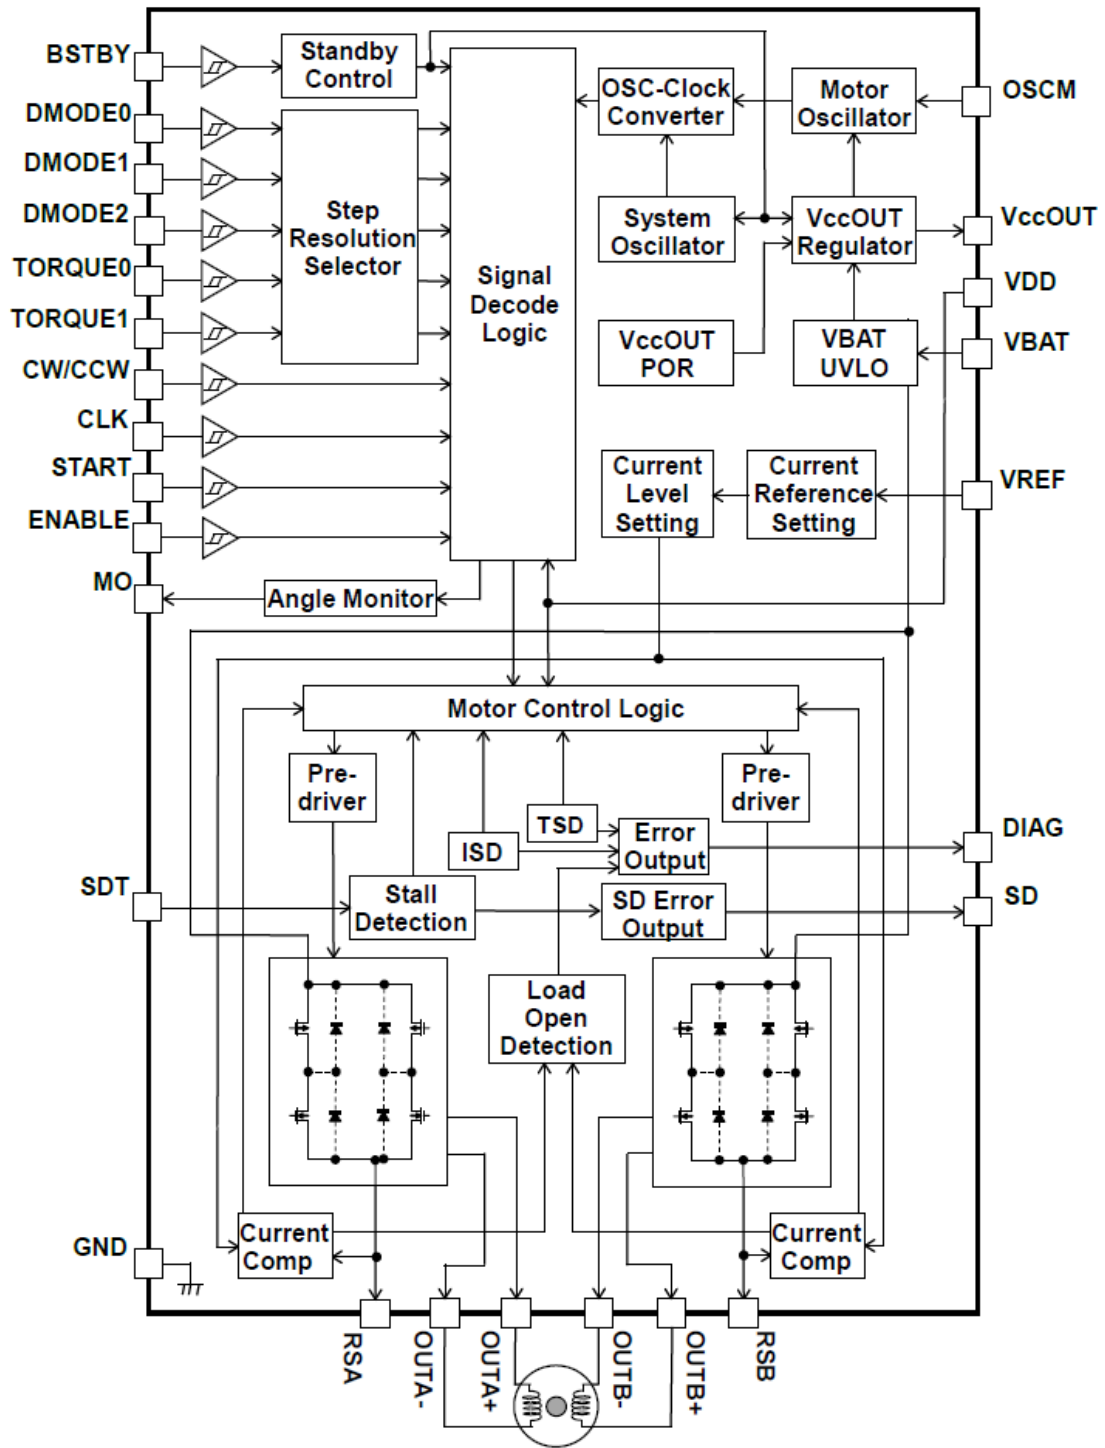 BSTBY
Standby
Control
DMODE0
DMODE1
DMODE2
TORQUE0
TORQUE1
Step
Resolution
Selector
CW/CCW
CLK
START
ENABLE
MO
Angle Monitor
Signal
Decode
Logic
OSC-Clock
Converter
Motor
Oscillator
OSCM
System
Oscillator
VccOUT
Regulator
VccOUT
VDD
VccOUT
POR
VBAT
UVLO
VBAT
Current
Level
Setting
Current
Reference
Setting
VREF
Motor Control Logic
Pre-
driver
Pre-
driver
TSD
ISD
Error
Output
DIAG
SDT
Stall
Detection
SD Error
Output
SD
Load
Open
Detection
GND
Current
Comp
Current
Comp
RSA
OUTA-
OUTA+
OUTB-
OUTB+
RSB